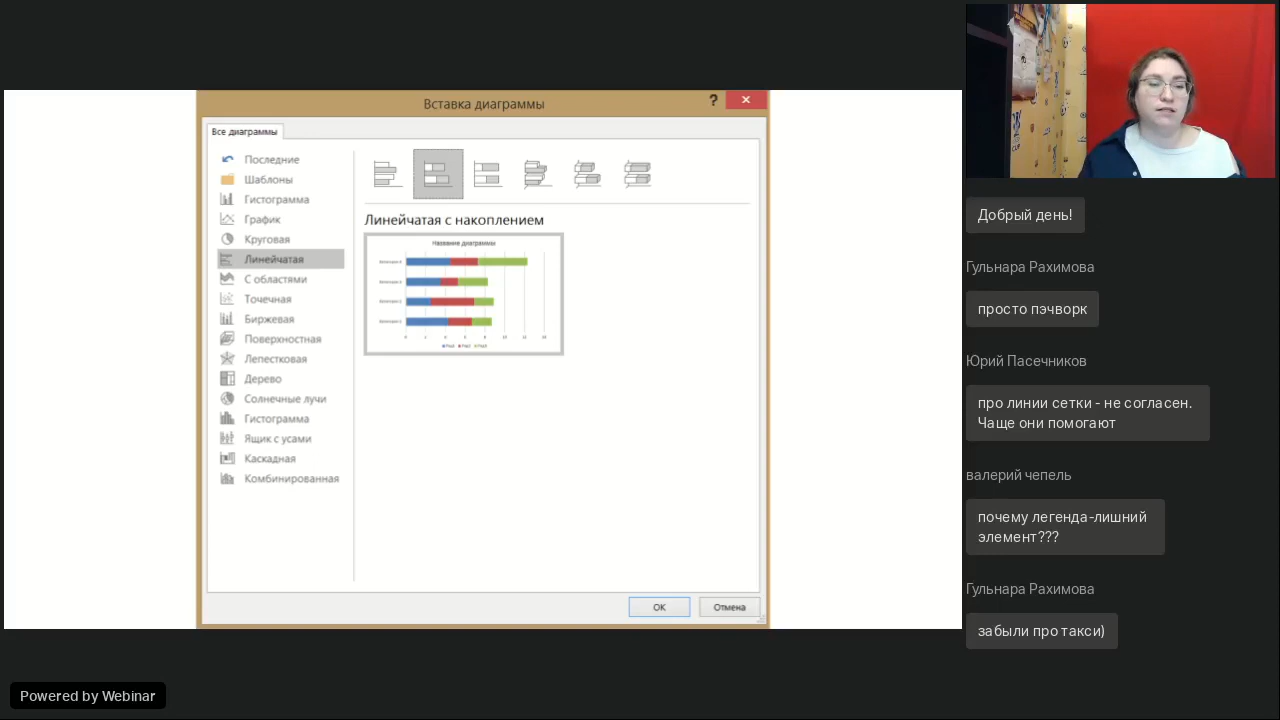 Вставка диаграммы
?
Все диаграммы
Последние
Шаблоны
Гистограмма
График
Круговая
Линейчатая
С областями
Точечная
Биржевая
Поверхностная
Лепестковая
Дерево
Солнечные лучи
Гистограмма
Ящик с усами
Каскадная
Комбинированная
Линейчатая с накоплением
Название диаграммы
ОК
Отмена
Добрый день!
Гульнара Рахимова
просто пэчворк
Юрий Пасечников
про линии сетки - не согласен.
Чаще они помогают
валерий чепель
почему легенда-лишний
элемент???
Гульнара Рахимова
забыли про такси)
Powered by Webinar